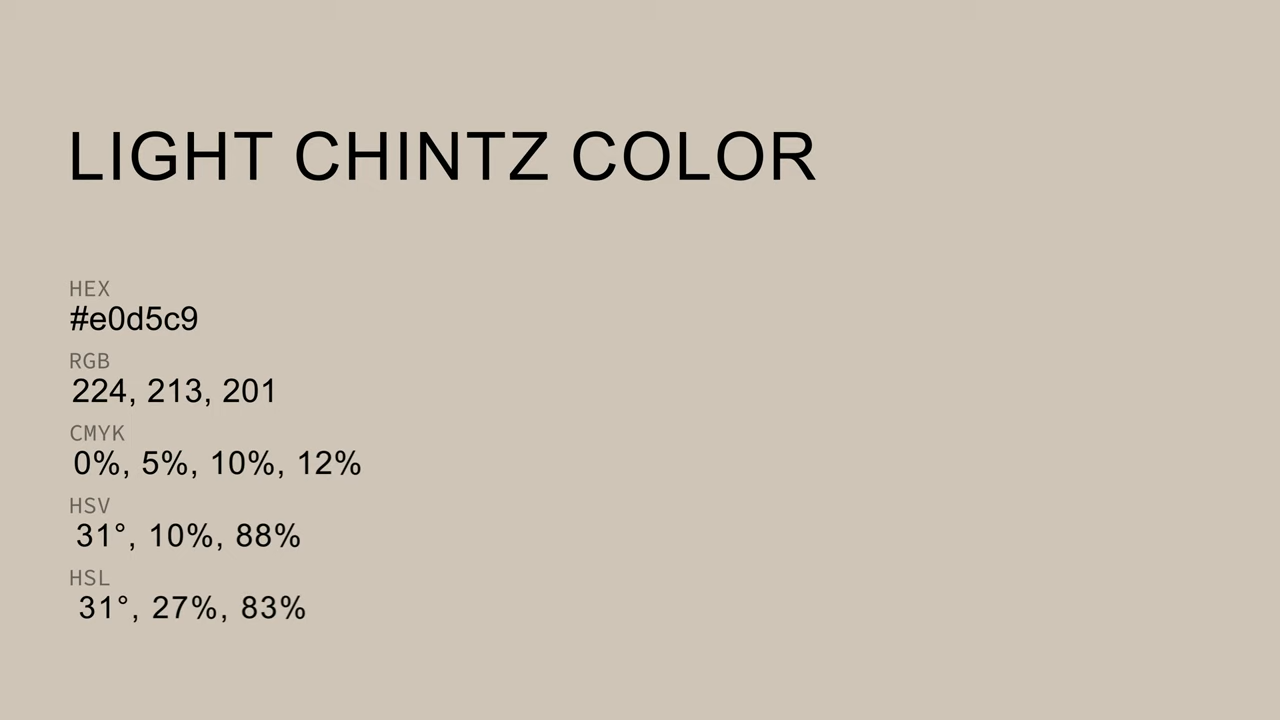 LIGHT CHINTZ COLOR
HEX
#e0d5c9
RGB
224, 213, 201
CMYK
0%, 5%, 10%, 12%
HSV
31°, 10%, 88%
HSL
31°, 27%, 83%